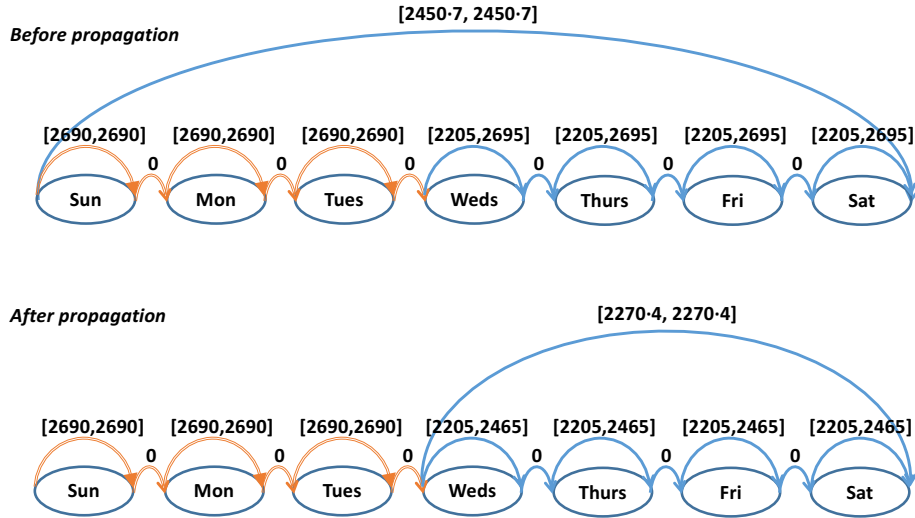 [2450·7, 2450·7]
Before propagation
[2690,2690] [2690,2690] [2690,2690] [2205,2695] [2205,2695] [2205,2695] [2205,2695]
0 0 0 0 0 0
Sun Mon Tues Weds Thurs Fri Sat
After propagation
[2270·4, 2270·4]
[2690,2690] [2690,2690] [2690,2690] [2205,2465] [2205,2465] [2205,2465] [2205,2465]
0 0 0 0 0 0
Sun Mon Tues Weds Thurs Fri Sat